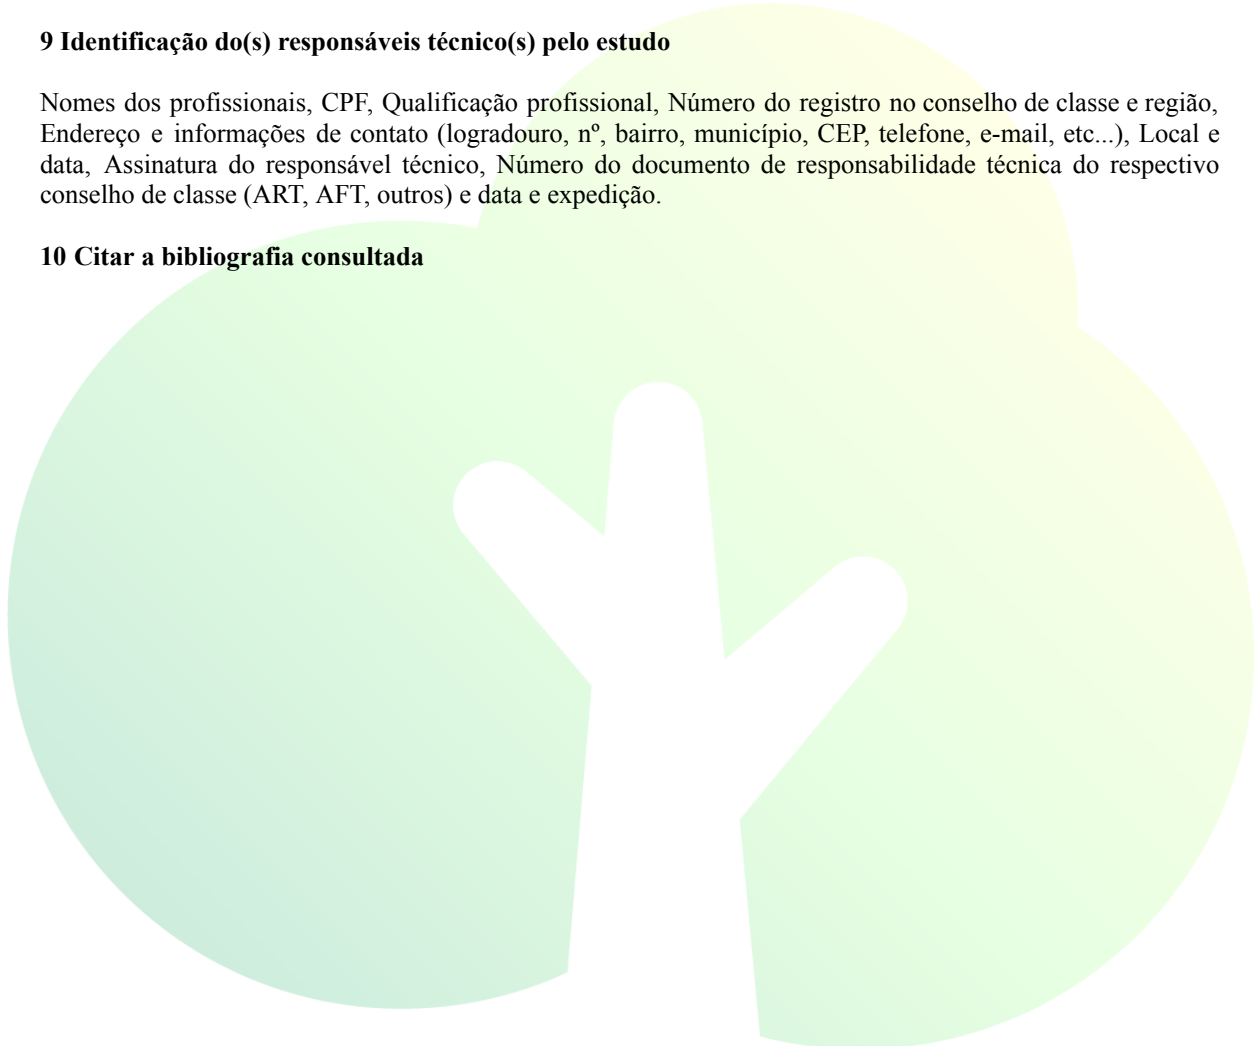 9 Identificação do(s) responsáveis técnico(s) pelo estudo
Nomes dos profissionais, CPF, Qualificação profissional, Número do registro no conselho de classe e região,
Endereço e informações de contato (logradouro, nº, bairro, município, CEP, telefone, e-mail, etc...), Local e
data, Assinatura do responsável técnico, Número do documento de responsabilidade técnica do respectivo
conselho de classe (ART, AFT, outros) e data e expedição.
10 Citar a bibliografia consultada